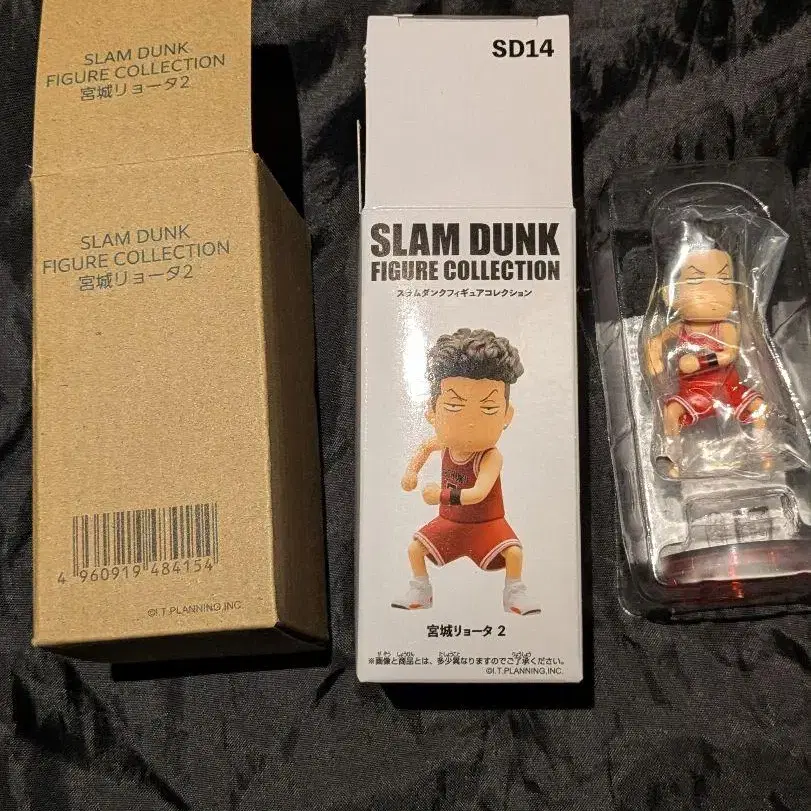 SLAM DUNK
FIGURE COLLECTION
宮城リョータ2
SLAM DUNK
FIGURE COLLECTION
宮城リョータ2
4 960919 484154
©I.T.PLANNING,INC.
SD14
SLAM DUNK
FIGURE COLLECTION
スラムダンクフィギュアコレクション
宮城リョータ 2
※画像と商品とは、多少異なりますのでご了承ください。
©I.T.PLANNING,INC.